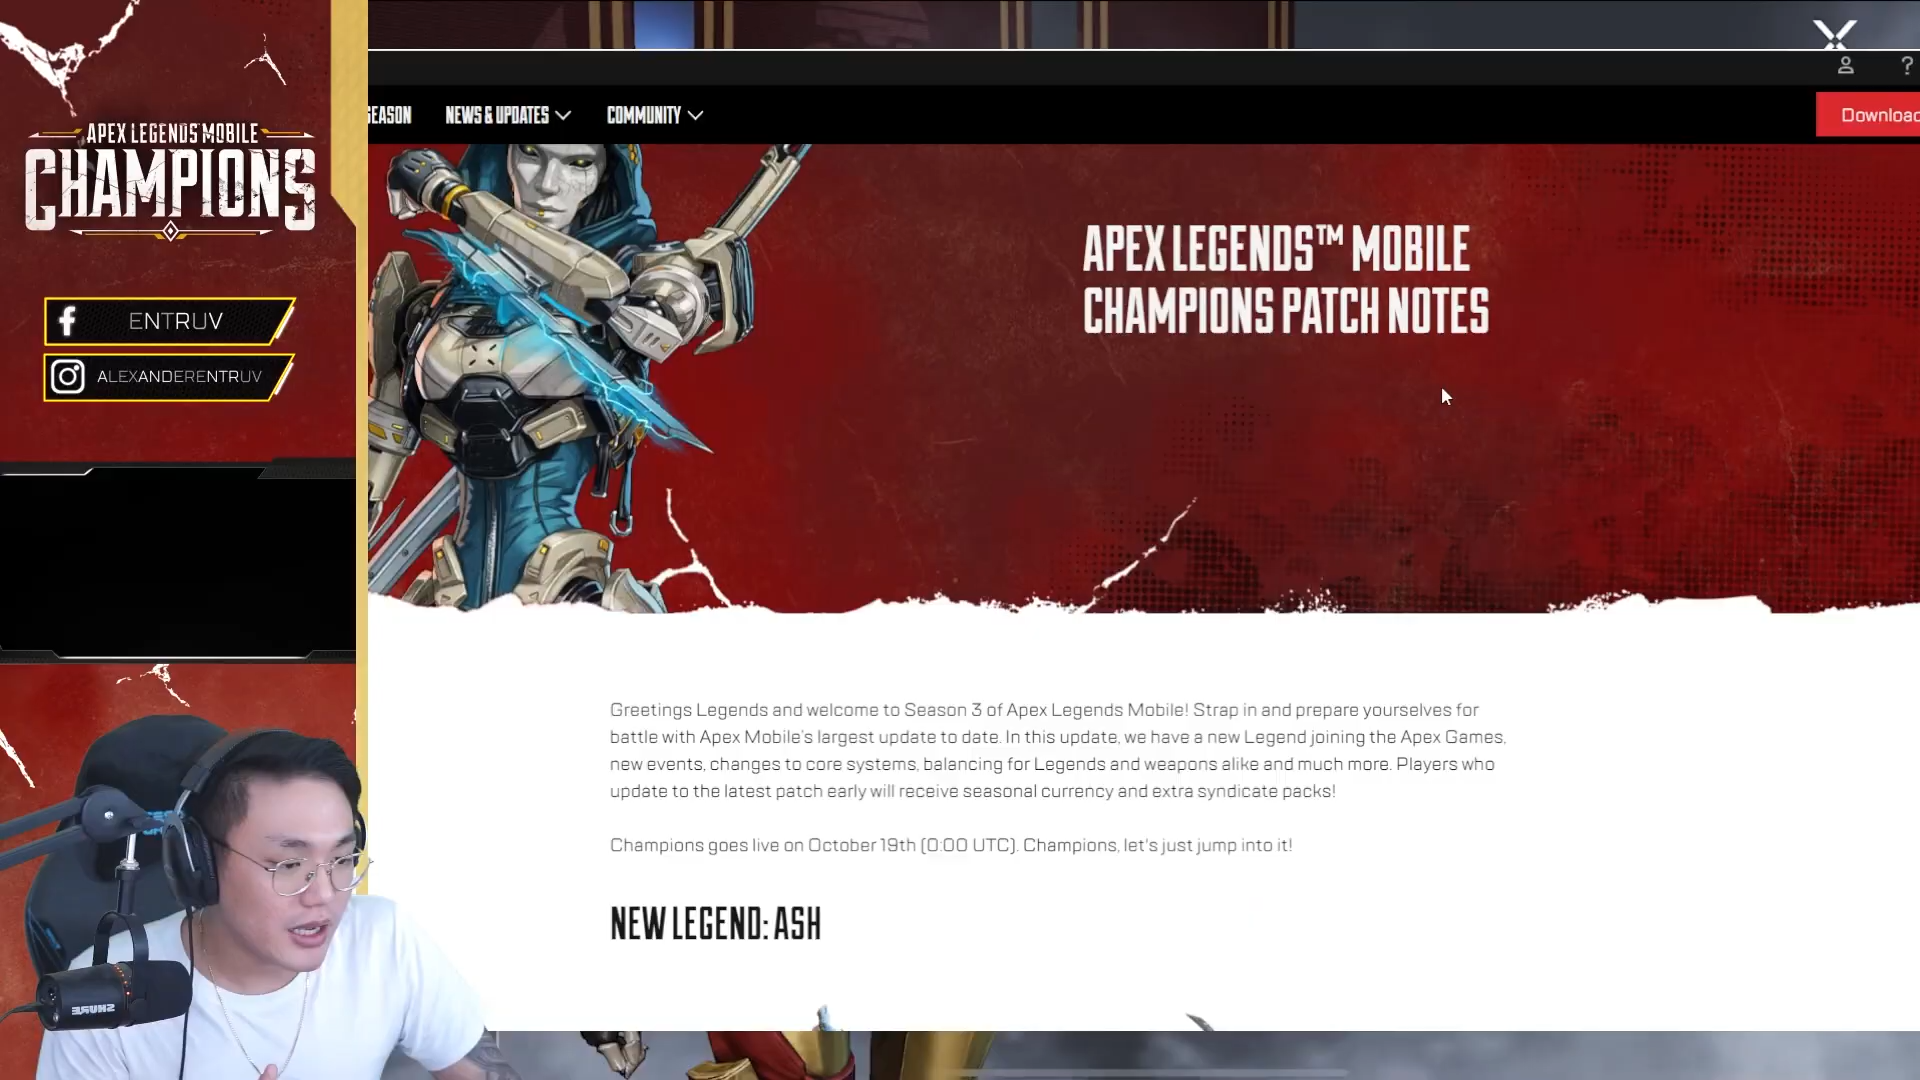 APEX LEGENDS MOBILE
CHAMPIONS
ENTRUV
ALEXANDERENTRUV
SEASON
NEWS & UPDATES
COMMUNITY
?
Download
APEX LEGENDS™ MOBILE
CHAMPIONS PATCH NOTES
Greetings Legends and welcome to Season 3 of Apex Legends Mobile! Strap in and prepare yourselves for
battle with Apex Mobile's largest update to date. In this update, we have a new Legend joining the Apex Games,
new events, changes to core systems, balancing for Legends and weapons alike and much more. Players who
update to the latest patch early will receive seasonal currency and extra syndicate packs!
Champions goes live on October 19th (0:00 UTC). Champions, let's just jump into it!
NEW LEGEND: ASH
SHURE